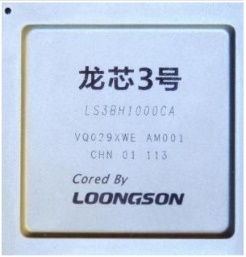 龙芯3号
LS3BH1000CA
VQ029XWE AM001
CHN 01 113
Cored By
LOONGSON